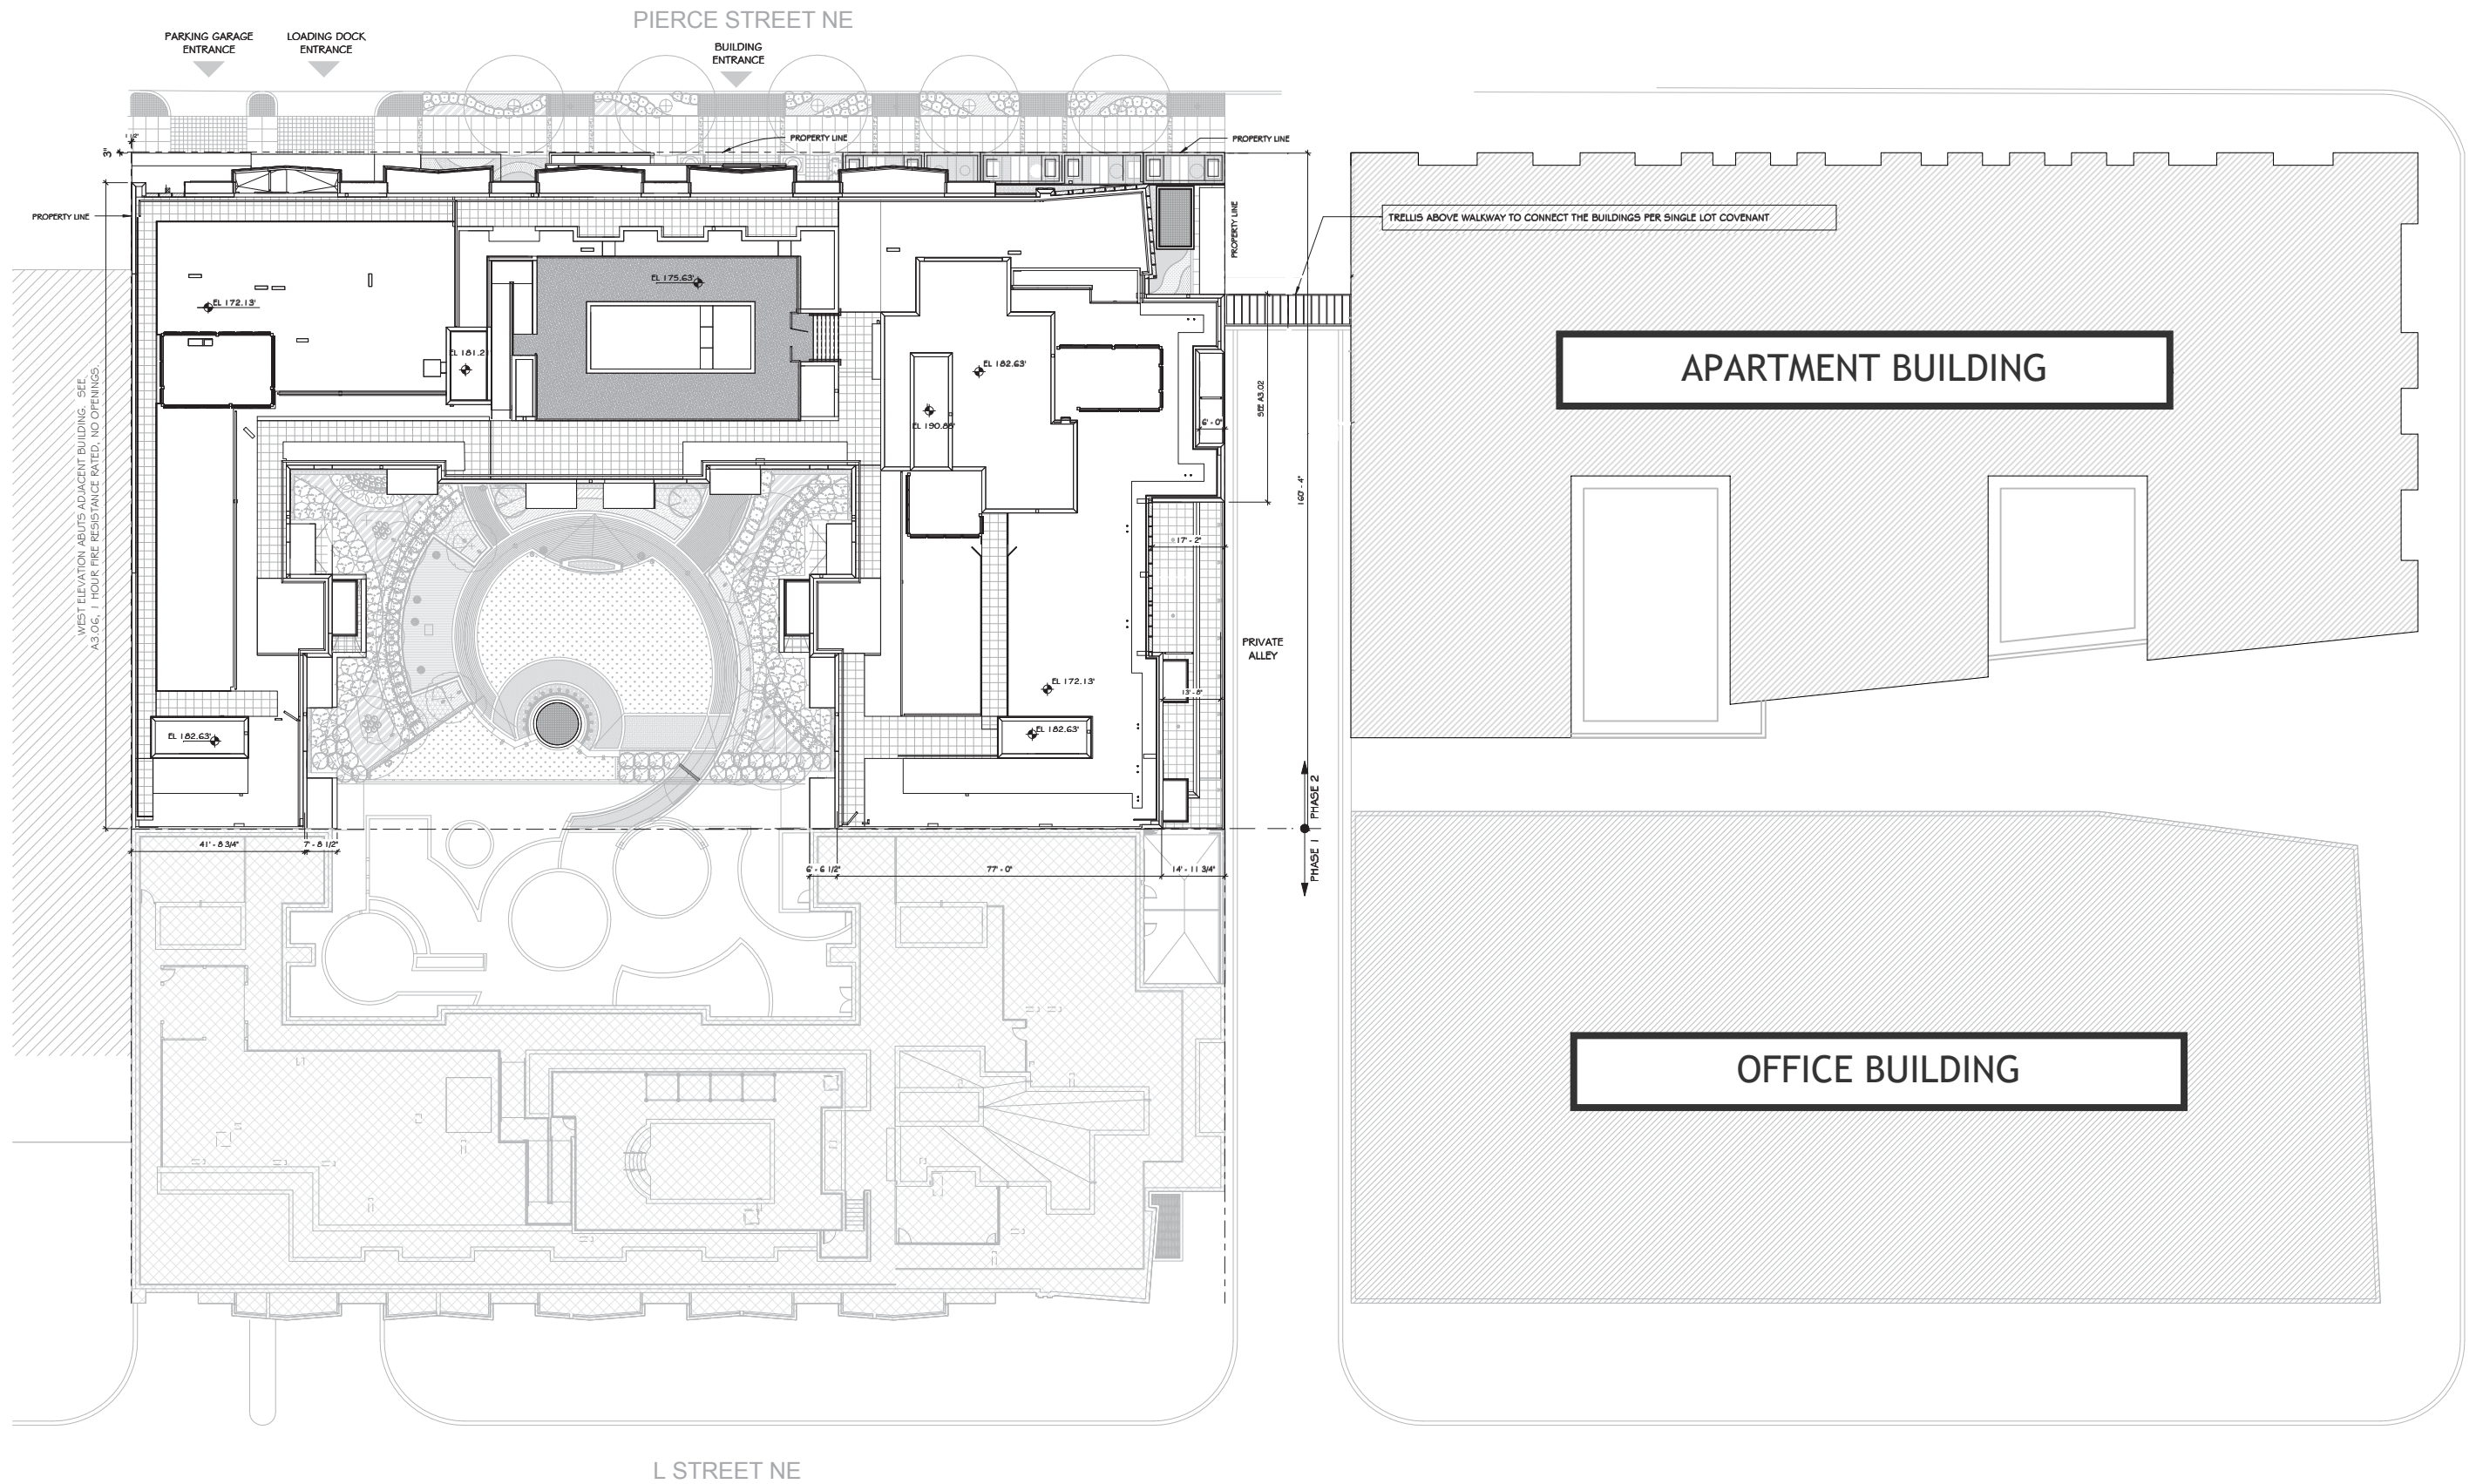 PIERCE STREET NE
PARKING GARAGE
ENTRANCE
LOADING DOCK
ENTRANCE
BUILDING
ENTRANCE
1 1/2"
3"
PROPERTY LINE
PROPERTY LINE
PROPERTY LINE
PROPERTY LINE
TRELLIS ABOVE WALKWAY TO CONNECT THE BUILDINGS PER SINGLE LOT COVENANT
EL 175.63'
EL 172.13'
EL 181.2
EL 182.63'
APARTMENT BUILDING
WEST ELEVATION ABUTS ADJACENT BUILDING. SEE
A3.06, 1 HOUR FIRE RESISTANCE RATED, NO OPENINGS.
SEE A3.02
EL 190.88'
6' - 0"
160' - 4"
17' - 2"
PRIVATE
ALLEY
EL 172.13'
13' - 8"
EL 182.63'
EL 182.63'
PHASE 2
PHASE 1
41' - 8 3/4"
7' - 8 1/2"
6' - 6 1/2"
77' - 0"
14' - 11 3/4"
OFFICE BUILDING
L STREET NE